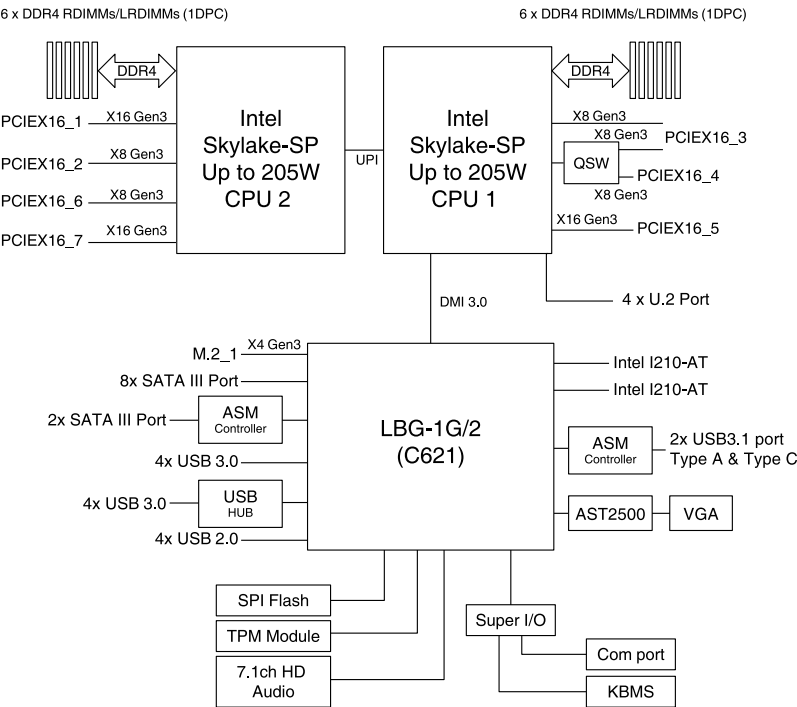 6 x DDR4 RDIMMs/LRDIMMs (1DPC)
6 x DDR4 RDIMMs/LRDIMMs (1DPC)
DDR4
DDR4
Intel
Skylake-SP
Up to 205W
CPU 2
Intel
Skylake-SP
Up to 205W
CPU 1
UPI
PCIEX16_1
X16 Gen3
PCIEX16_2
X8 Gen3
PCIEX16_6
X8 Gen3
PCIEX16_7
X16 Gen3
X8 Gen3
X8 Gen3
PCIEX16_3
QSW
PCIEX16_4
X8 Gen3
X16 Gen3
PCIEX16_5
DMI 3.0
4 x U.2 Port
M.2_1
X4 Gen3
8x SATA III Port
2x SATA III Port
ASM
Controller
4x USB 3.0
4x USB 3.0
USB
HUB
4x USB 2.0
LBG-1G/2
(C621)
Intel I210-AT
Intel I210-AT
ASM
Controller
2x USB3.1 port
Type A & Type C
AST2500
VGA
SPI Flash
TPM Module
7.1ch HD
Audio
Super I/O
Com port
KBMS